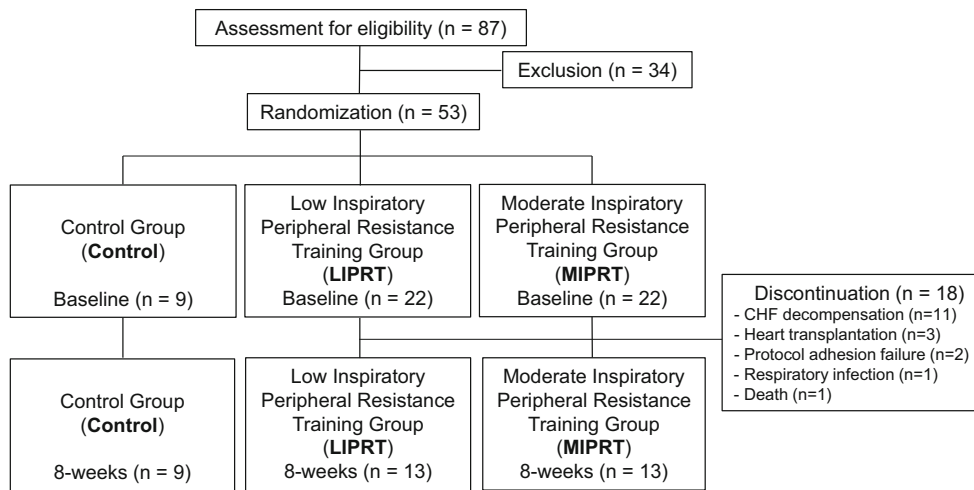 Assessment for eligibility (n = 87)
Exclusion (n = 34)
Randomization (n = 53)
Control Group
(Control)
Baseline (n = 9)
Low Inspiratory
Peripheral Resistance
Training Group
(LIPRT)
Baseline (n = 22)
Moderate Inspiratory
Peripheral Resistance
Training Group
(MIPRT)
Baseline (n = 22)
Discontinuation (n = 18)
- CHF decompensation (n=11)
- Heart transplantation (n=3)
- Protocol adhesion failure (n=2)
- Respiratory infection (n=1)
- Death (n=1)
Control Group
(Control)
8-weeks (n = 9)
Low Inspiratory
Peripheral Resistance
Training Group
(LIPRT)
8-weeks (n = 13)
Moderate Inspiratory
Peripheral Resistance
Training Group
(MIPRT)
8-weeks (n = 13)